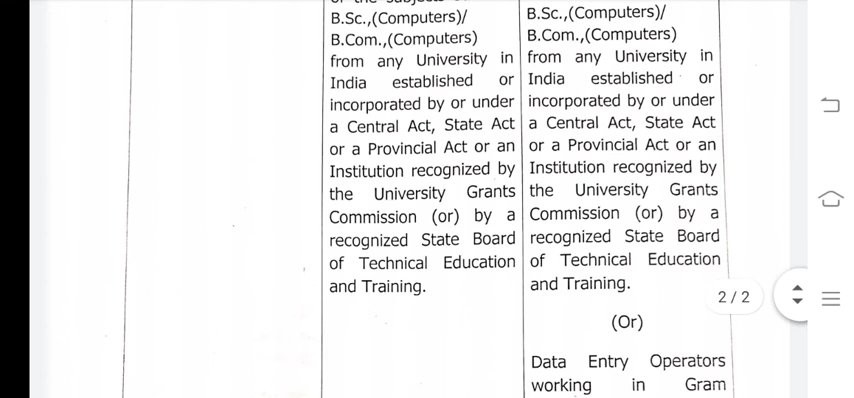 B.Sc.,(Computers)/
B.Com.,(Computers)
from any University in
India established or
incorporated by or under
a Central Act, State Act
or a Provincial Act or an
Institution recognized by
the University Grants
Commission (or) by a
recognized State Board
of Technical Education
and Training.
B.Sc.,(Computers)/
B.Com.,(Computers)
from any University in
India established or
incorporated by or under
a Central Act, State Act
or a Provincial Act or an
Institution recognized by
the University Grants
Commission (or) by a
recognized State Board
of Technical Education
and Training.
(Or)
Data Entry Operators
working in Gram
2/2